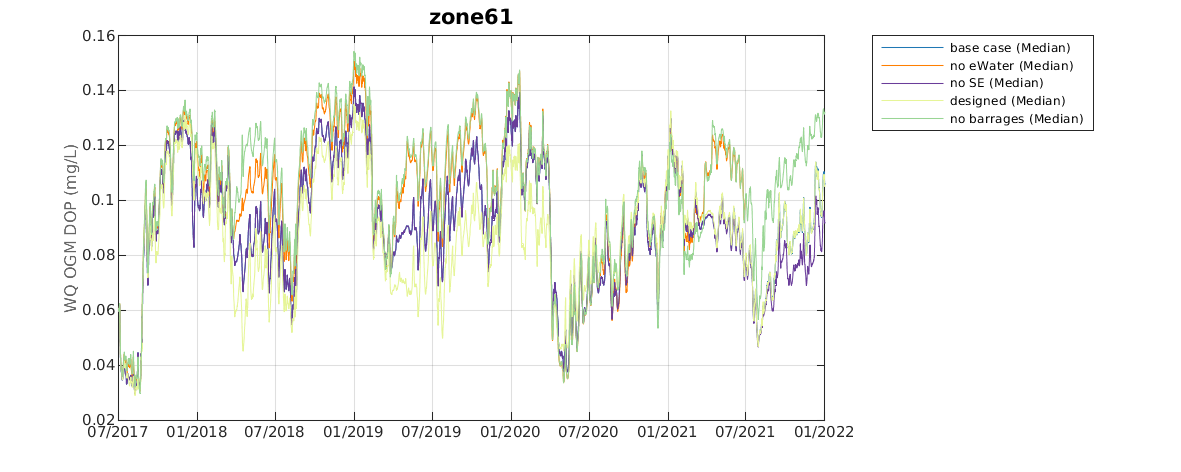 zone61
WQ OGM DOP (mg/L)
0.16
0.14
0.12
0.1
0.08
0.06
0.04
0.02
07/2017 01/2018 07/2018 01/2019 07/2019 01/2020 07/2020 01/2021 07/2021 01/2022
base case (Median)
no eWater (Median)
no SE (Median)
designed (Median)
no barrages (Median)